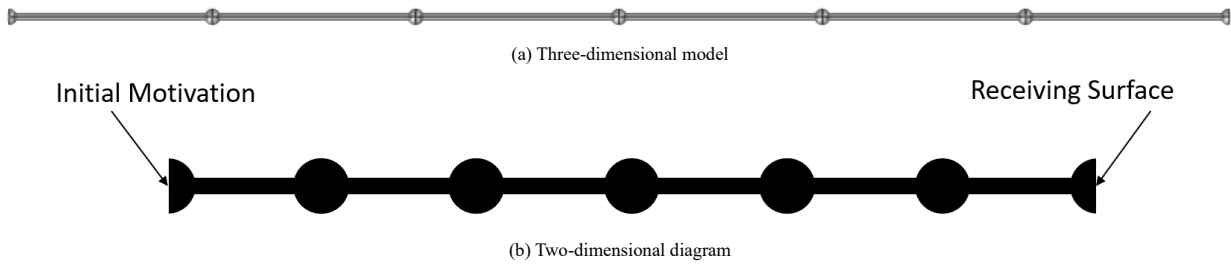 (a) Three-dimensional model
Initial Motivation
Receiving Surface
(b) Two-dimensional diagram